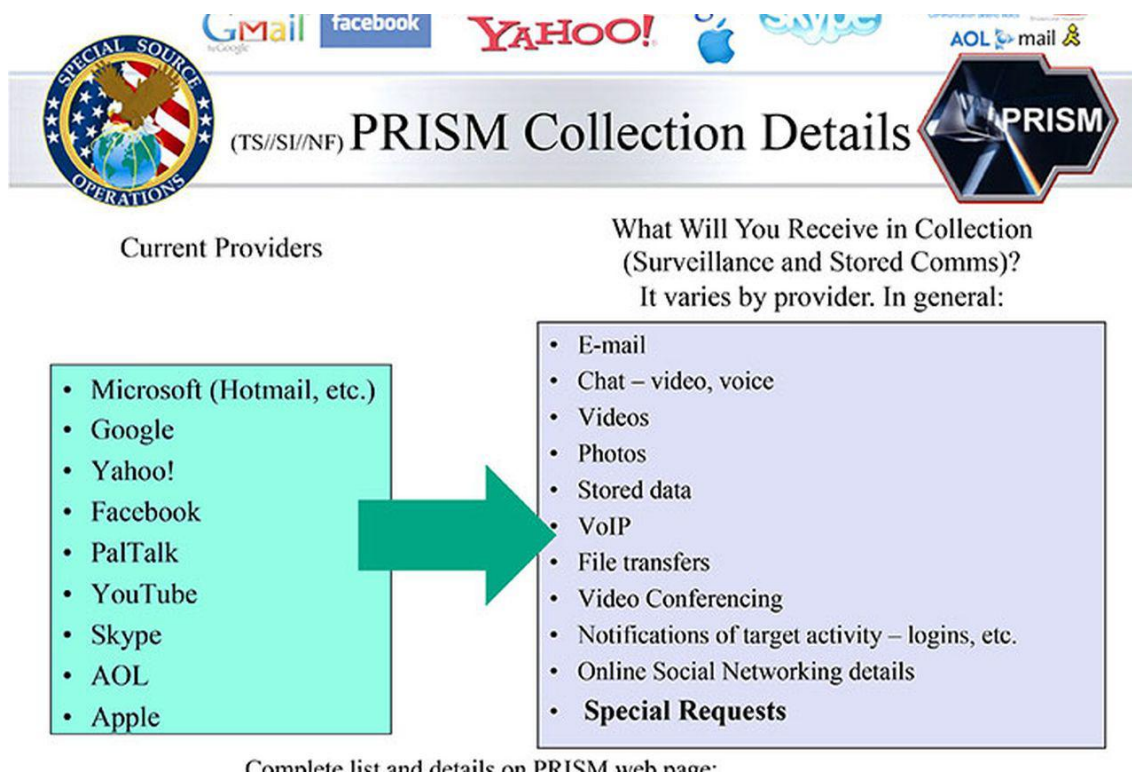 Gmail
by Google
facebook
YAHOO!
skype
AOL mail
SPECIAL SOURCE
OPERATIONS
(TS//SI//NF) PRISM Collection Details
PRISM
Current Providers
What Will You Receive in Collection
(Surveillance and Stored Comms)?
It varies by provider. In general:
• Microsoft (Hotmail, etc.)
• Google
• Yahoo!
• Facebook
• PalTalk
• YouTube
• Skype
• AOL
• Apple
• E-mail
• Chat – video, voice
• Videos
• Photos
• Stored data
• VoIP
• File transfers
• Video Conferencing
• Notifications of target activity – logins, etc.
• Online Social Networking details
• Special Requests
Complete list and details on PRISM web page: